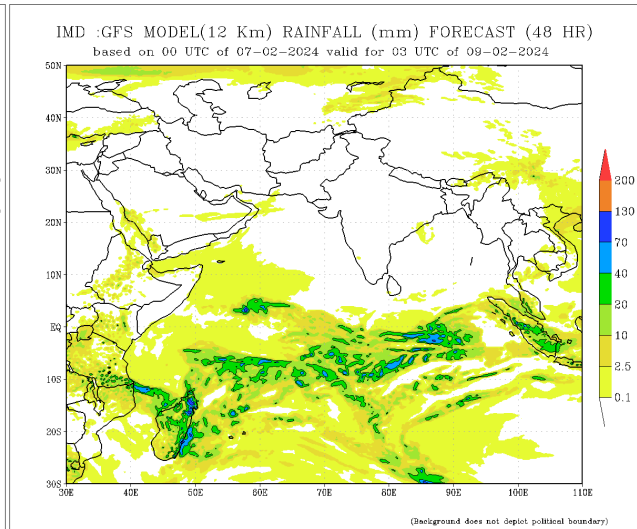 IMD :GFS MODEL(12 Km) RAINFALL (mm) FORECAST (48 HR)
based on 00 UTC of 07-02-2024 valid for 03 UTC of 09-02-2024
50N
40N
30N
20N
10N
EQ
10S
20S
30S
30E 40E 50E 60E 70E 80E 90E 100E 110E
200
130
70
40
20
10
2.5
0.1
(Background does not depict political boundary)